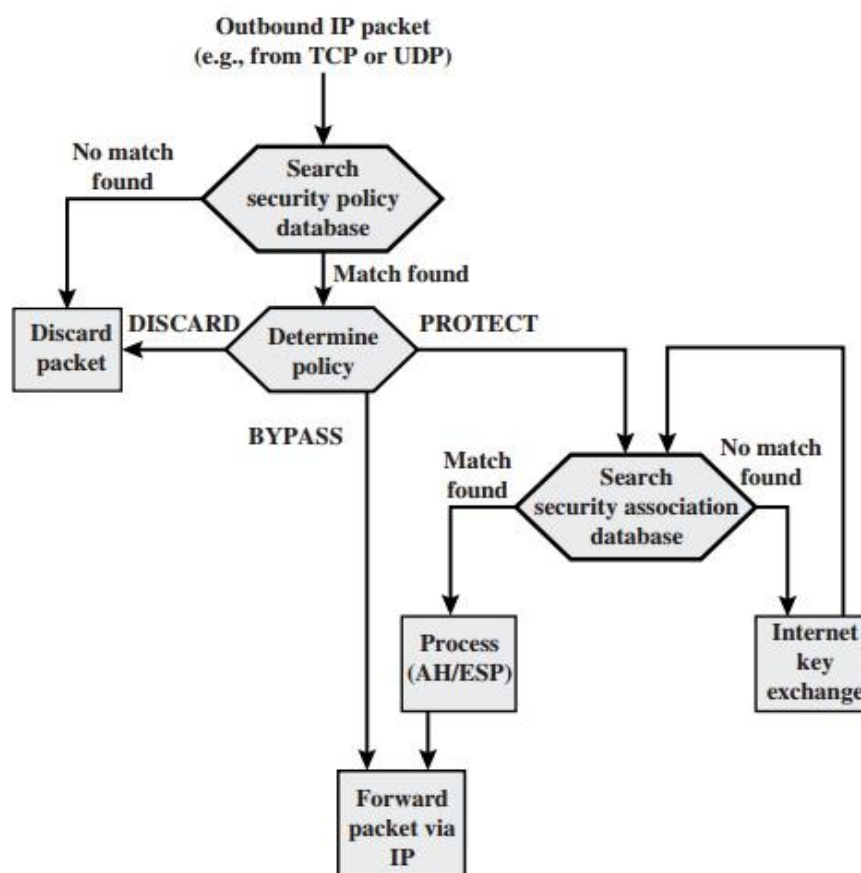 Outbound IP packet
(e.g., from TCP or UDP)
No match
found
Search
security policy
database
Match found
Discard
packet
DISCARD
Determine
policy
PROTECT
BYPASS
Match
found
Search
security association
database
No match
found
Process
(AH/ESP)
Internet
key
exchange
Forward
packet via
IP